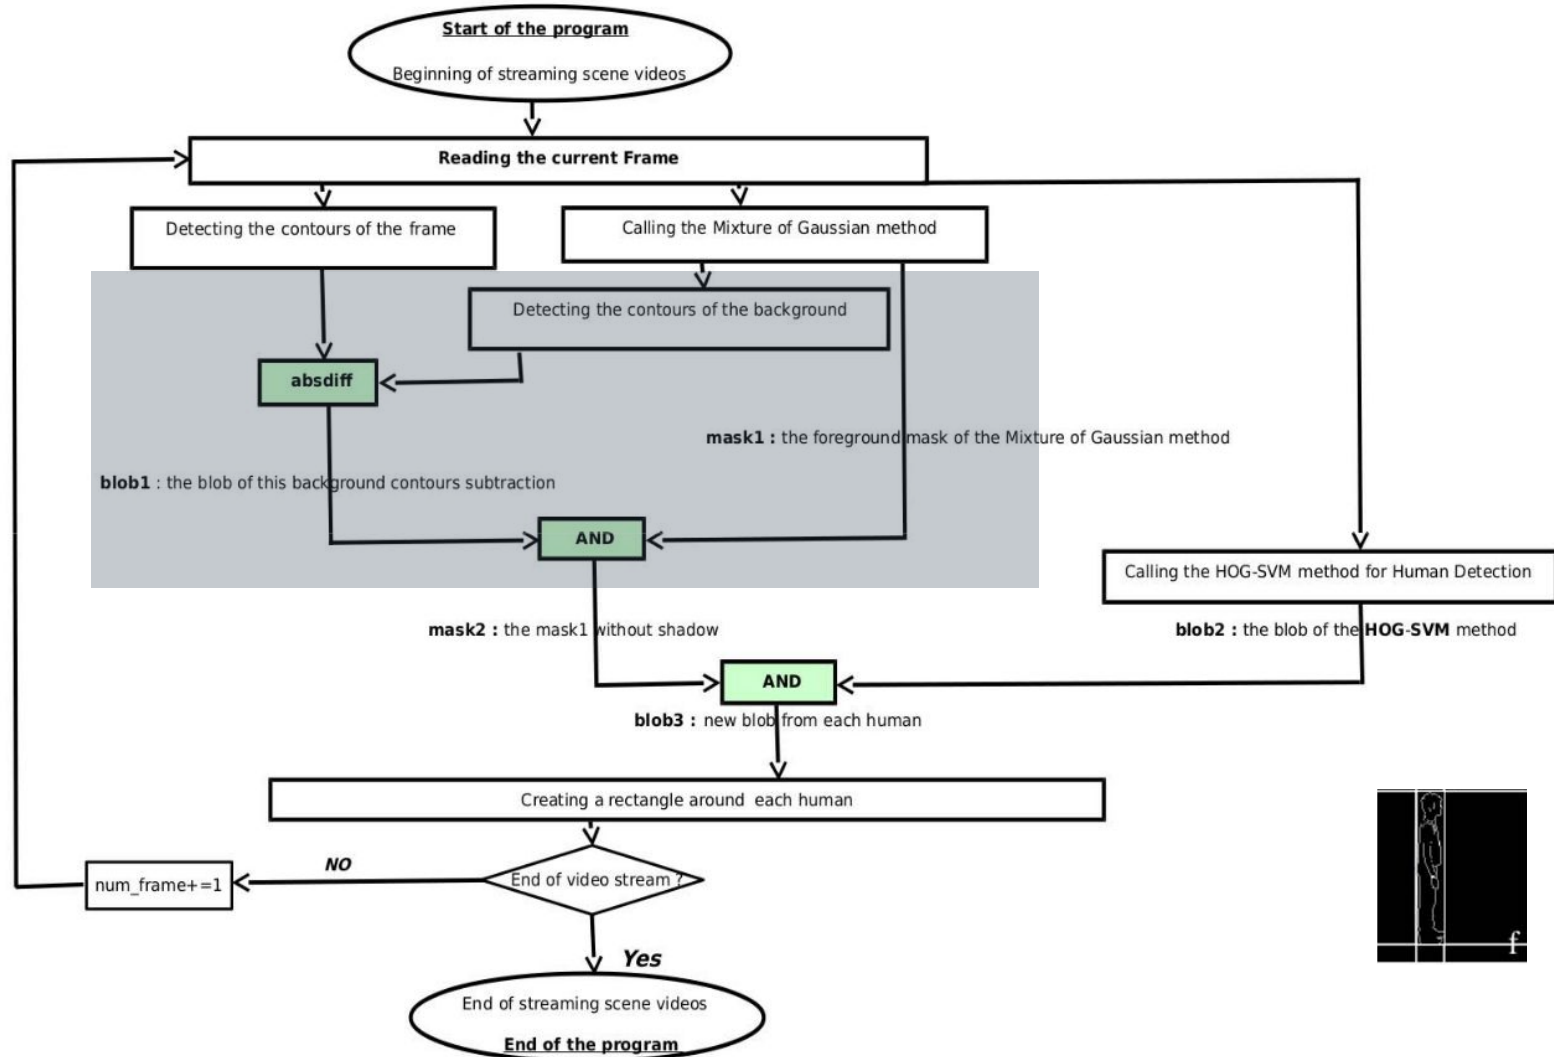 Start of the program
Beginning of streaming scene videos
Reading the current Frame
Detecting the contours of the frame
Calling the Mixture of Gaussian method
Detecting the contours of the background
absdiff
mask1 : the foreground mask of the Mixture of Gaussian method
blob1 : the blob of this background contours subtraction
AND
Calling the HOG-SVM method for Human Detection
mask2 : the mask1 without shadow
blob2 : the blob of the HOG-SVM method
AND
blob3 : new blob from each human
Creating a rectangle around each human
NO
End of video stream ?
num_frame+=1
Yes
f
End of streaming scene videos
End of the program